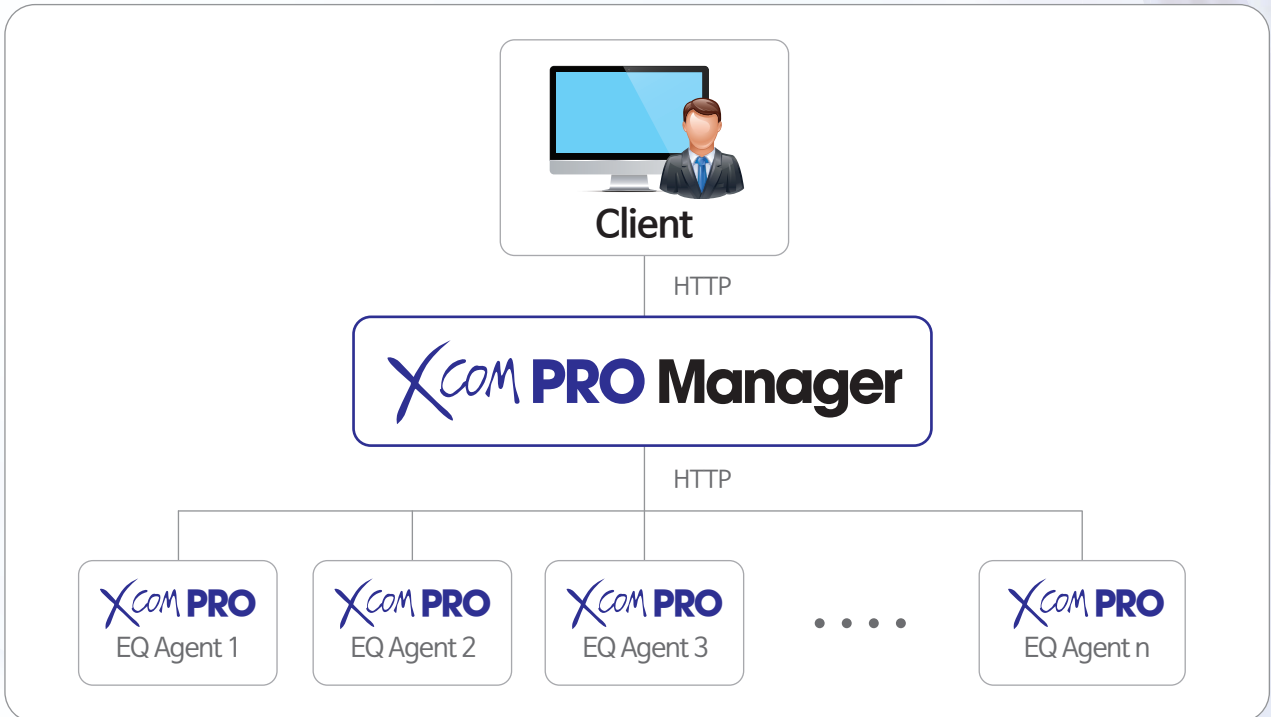 Client
HTTP
Xcom PRO Manager
HTTP
Xcom PRO
EQ Agent 1
Xcom PRO
EQ Agent 2
Xcom PRO
EQ Agent 3
Xcom PRO
EQ Agent n